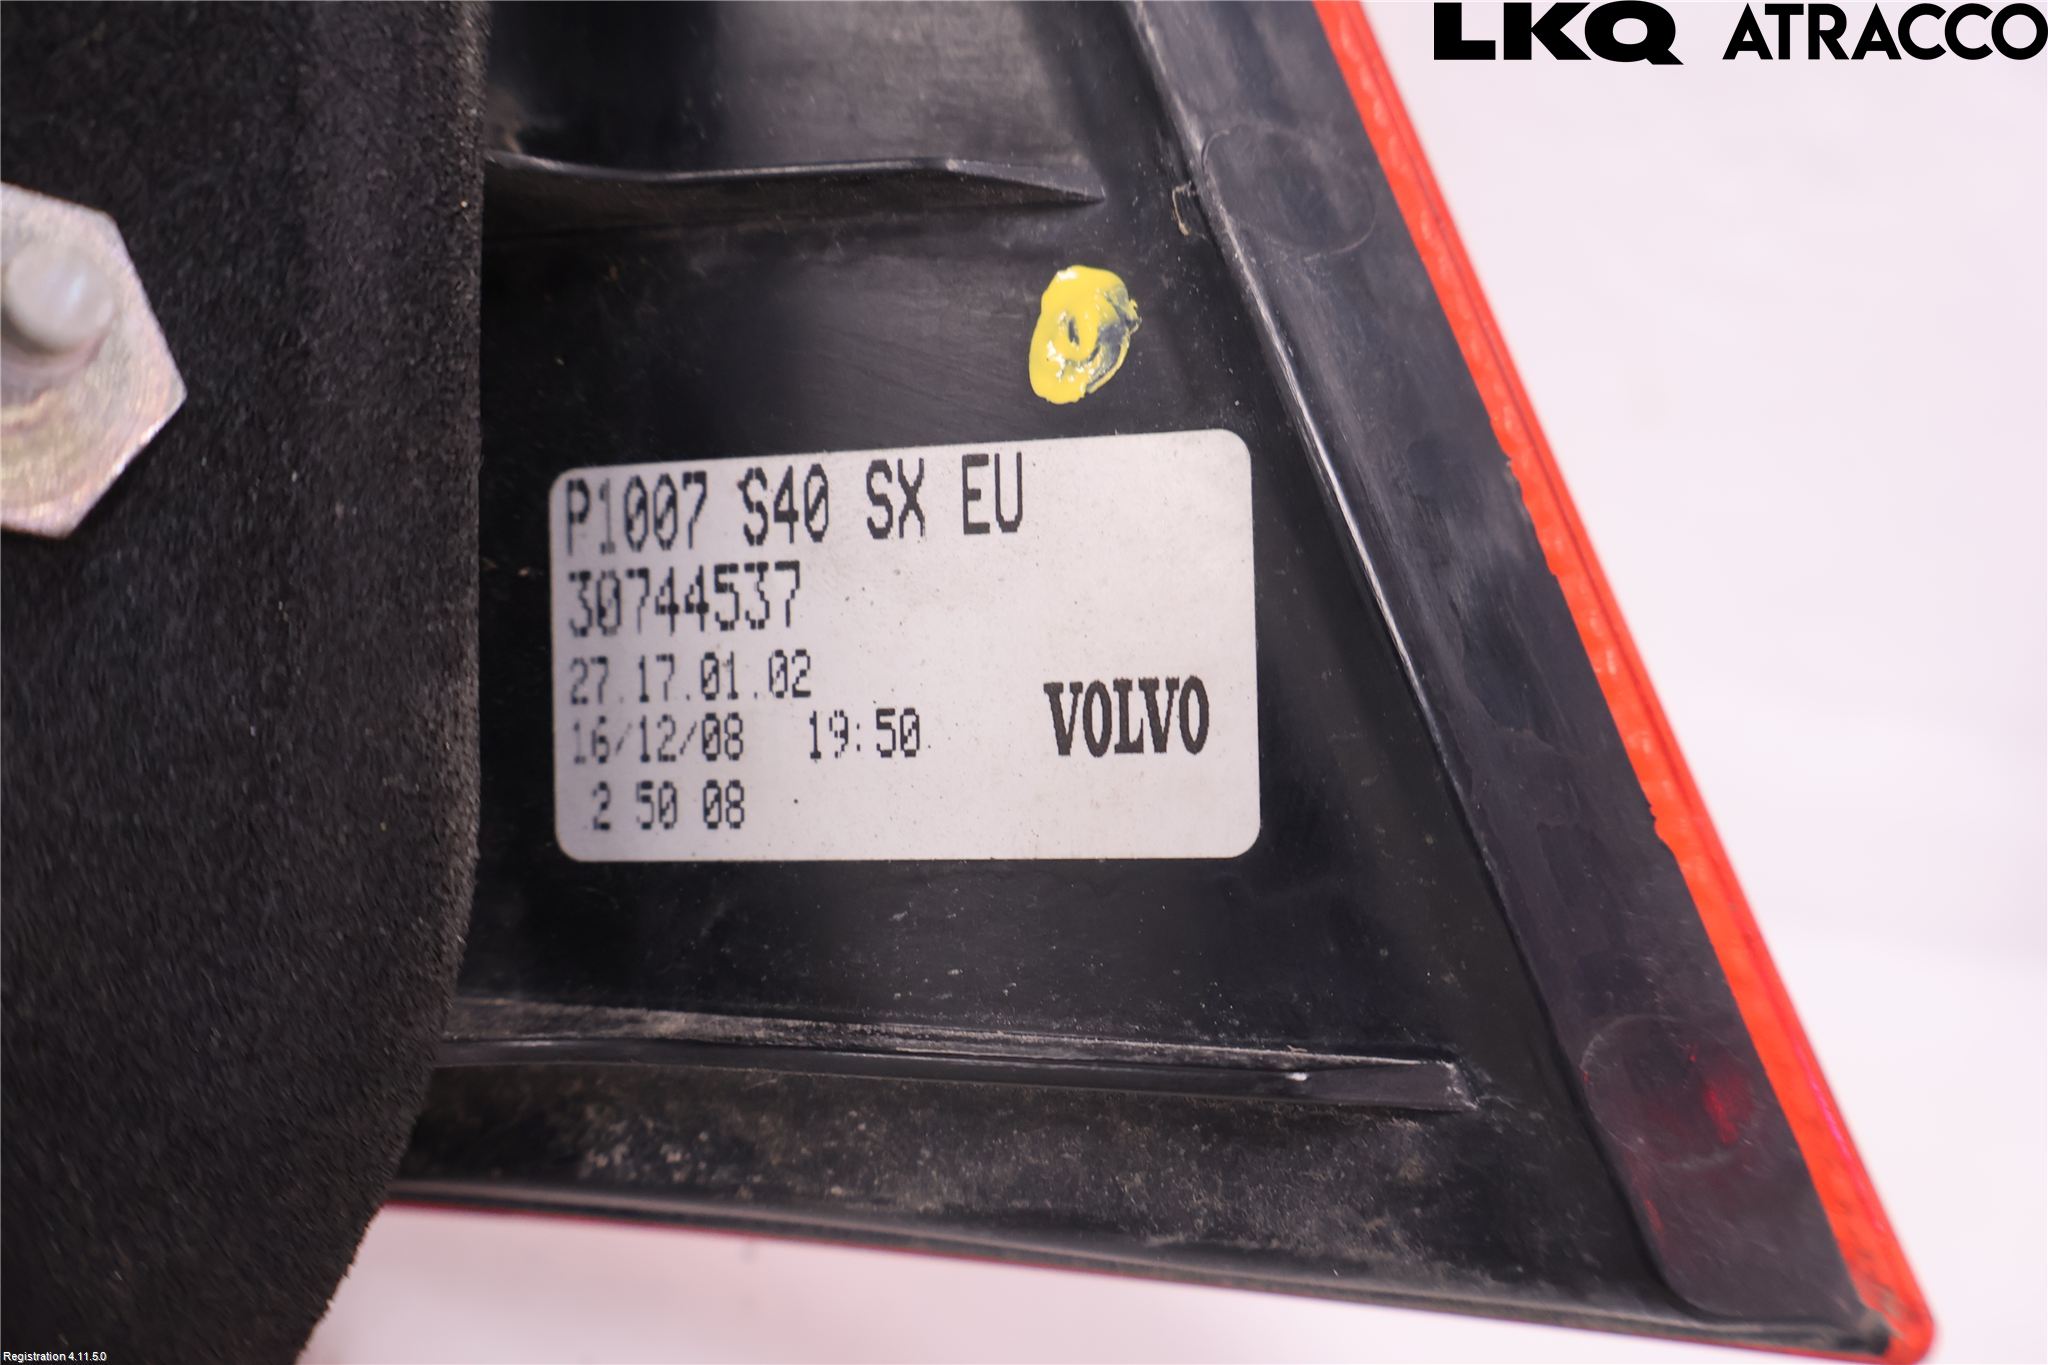 LKQ ATRACCO
P1007 S40 SX EU
30744537
27.17.01.02
16/12/08 19:50
VOLVO
2 50 08
Registration 4.11.5.0